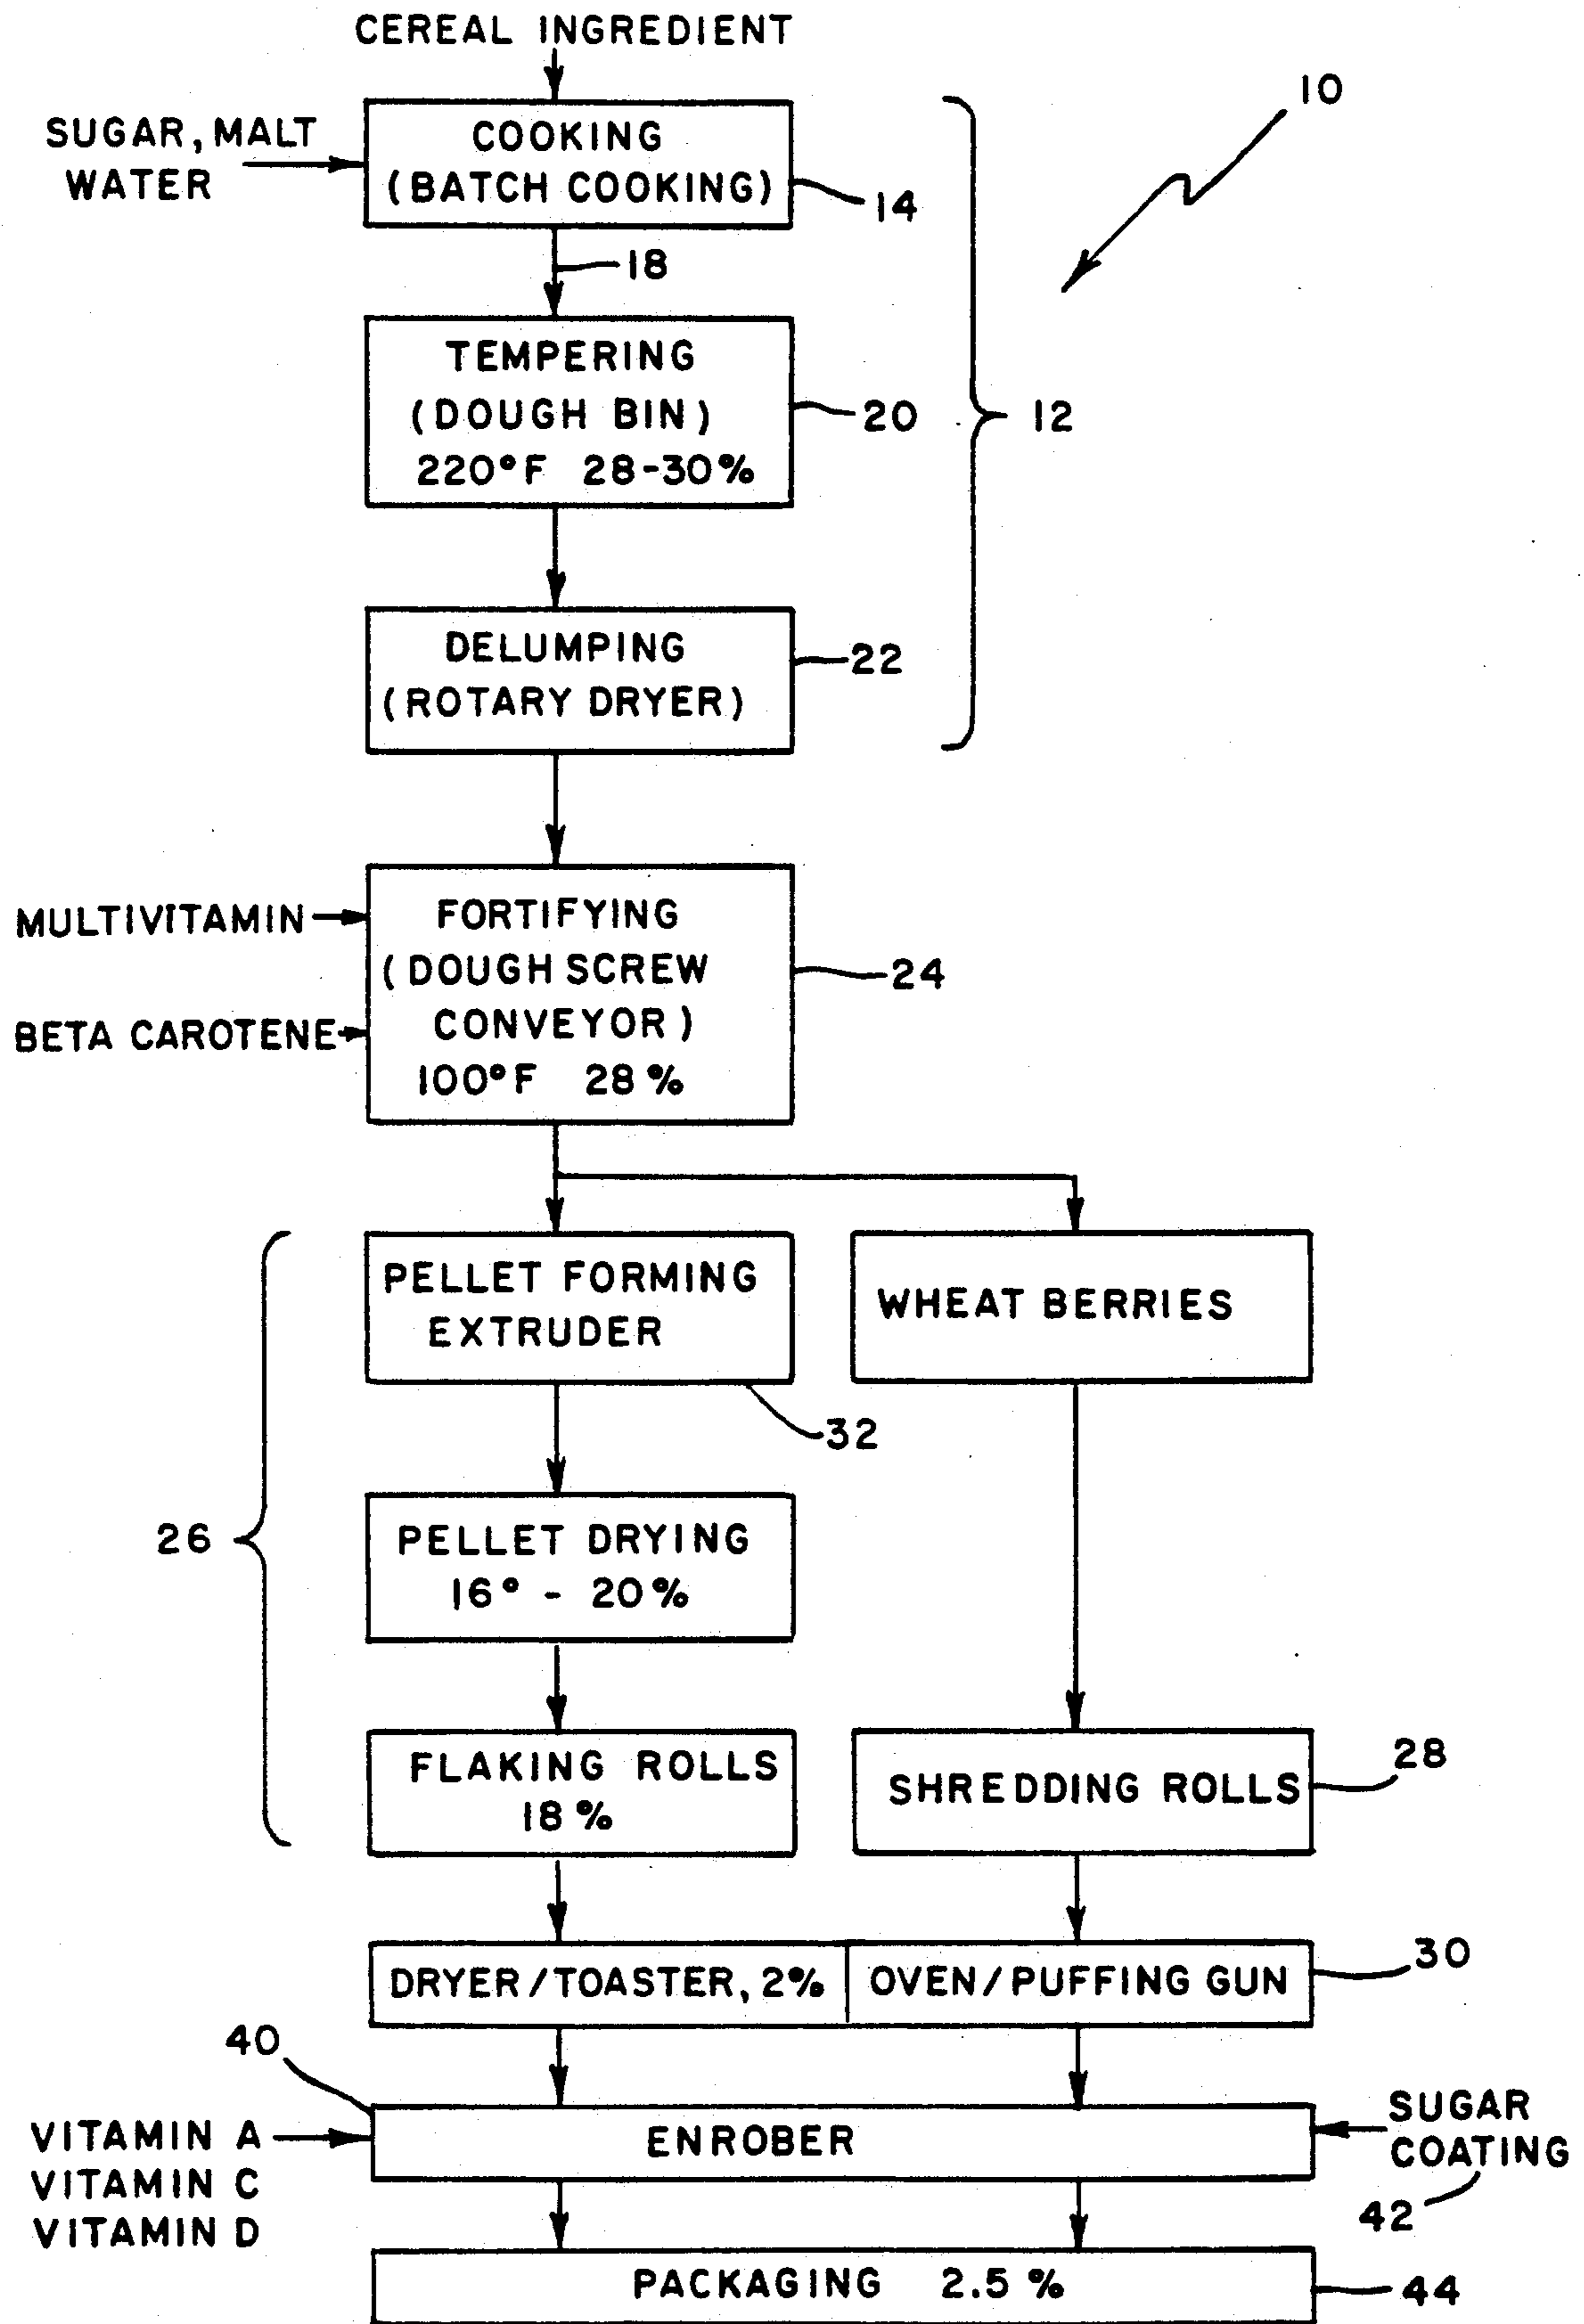 CEREAL INGREDIENT
10
SUGAR, MALT
WATER
COOKING
(BATCH COOKING)
14
18
TEMPERING
(DOUGH BIN)
220°F 28-30%
20
12
DELUMPING
(ROTARY DRYER)
22
MULTIVITAMIN
BETA CAROTENE
FORTIFYING
(DOUGH SCREW
CONVEYOR)
100°F 28%
24
PELLET FORMING
EXTRUDER
32
WHEAT BERRIES
26
PELLET DRYING
16° - 20%
FLAKING ROLLS
18%
SHREDDING ROLLS
28
DRYER/TOASTER, 2%
OVEN/PUFFING GUN
30
40
VITAMIN A
VITAMIN C
VITAMIN D
ENROBER
SUGAR
COATING
42
PACKAGING 2.5%
44